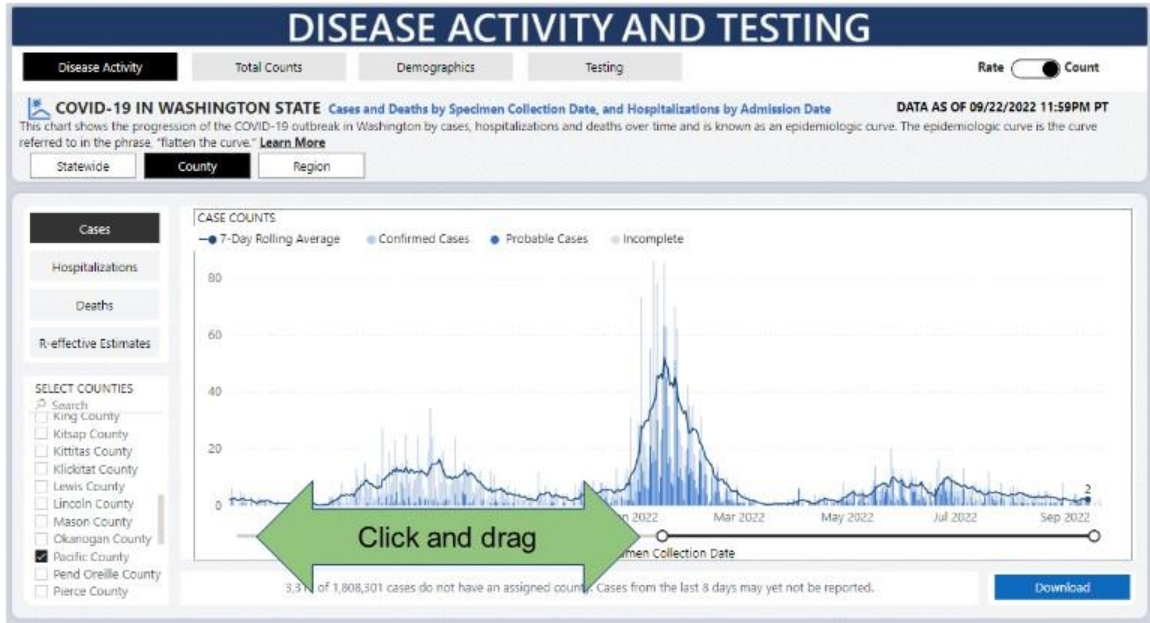 DISEASE ACTIVITY AND TESTING
Disease Activity
Total Counts
Demographics
Testing
Rate
Count
COVID-19 IN WASHINGTON STATE Cases and Deaths by Specimen Collection Date, and Hospitalizations by Admission Date
DATA AS OF 09/22/2022 11:59PM PT
This chart shows the progression of the COVID-19 outbreak in Washington by cases, hospitalizations and deaths over time and is known as an epidemiologic curve. The epidemiologic curve is the curve
referred to in the phrase, "flatten the curve." Learn More
Statewide
County
Region
Cases
Hospitalizations
Deaths
R-effective Estimates
SELECT COUNTIES
Search
King County
Kitsap County
Kittitas County
Klickitat County
Lewis County
Lincoln County
Mason County
Okanogan County
Pacific County
Pend Oreille County
Pierce County
CASE COUNTS
7-Day Rolling Average
Confirmed Cases
Probable Cases
Incomplete
80
60
40
20
0
2
2022
Mar 2022
May 2022
Jul 2022
Sep 2022
Click and drag
Collection Date
of 1,808,301 cases do not have an assigned county. Cases from the last 8 days may yet not be reported.
Download